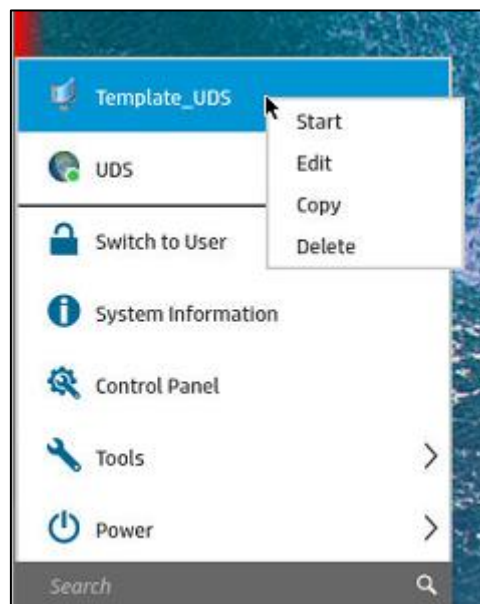 Template_UDS
Start
Edit
Copy
Delete
UDS
Switch to User
System Information
Control Panel
Tools
Power
Search